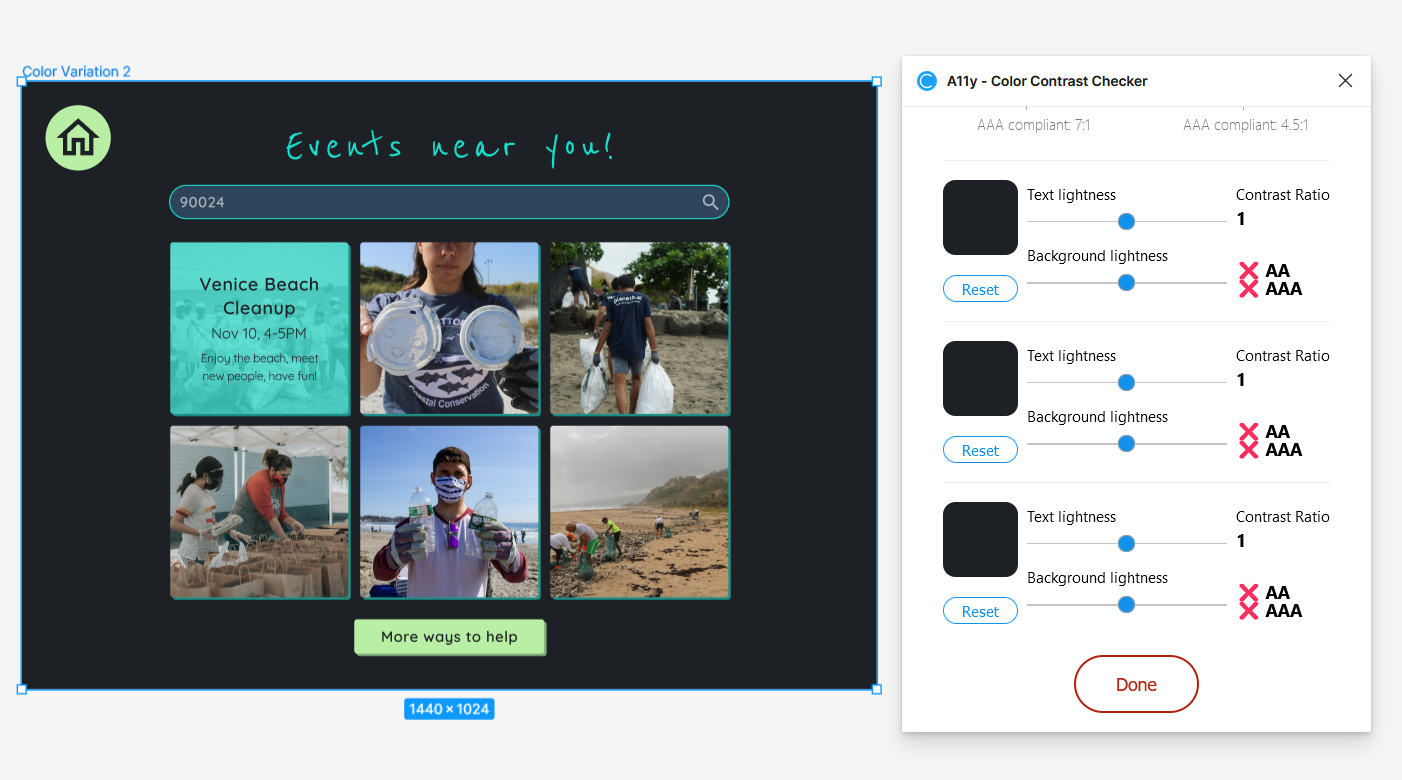 Color Variation 2
Events near you!
90024
Venice Beach
Cleanup
Nov 10, 4-5PM
Enjoy the beach, meet
new people, have fun!
Coastal Conservation
More ways to help
1440 × 1024
A11y - Color Contrast Checker
AAA compliant: 7:1
AAA compliant: 4.5:1
Text lightness
Contrast Ratio
1
Background lightness
AA
AAA
Reset
Text lightness
Contrast Ratio
1
Background lightness
AA
AAA
Reset
Text lightness
Contrast Ratio
1
Background lightness
AA
AAA
Reset
Done